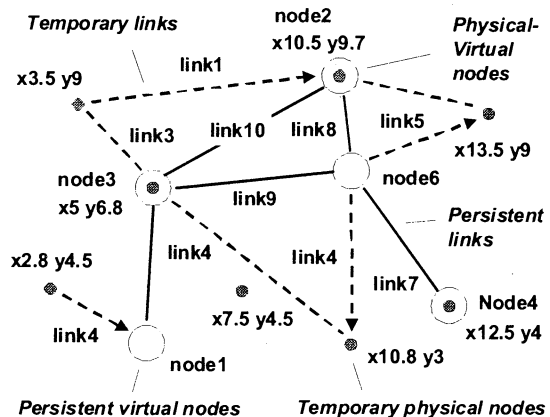 Temporary links
node2
x10.5 y9.7
Physical-
Virtual
nodes
x3.5 y9
link1
link3
link10
link8
link5
x13.5 y9
node3
x5 y6.8
link9
node6
Persistent
links
x2.8 y4.5
link4
link4
link7
Node4
x12.5 y4
link4
x7.5 y4.5
node1
x10.8 y3
Persistent virtual nodes
Temporary physical nodes